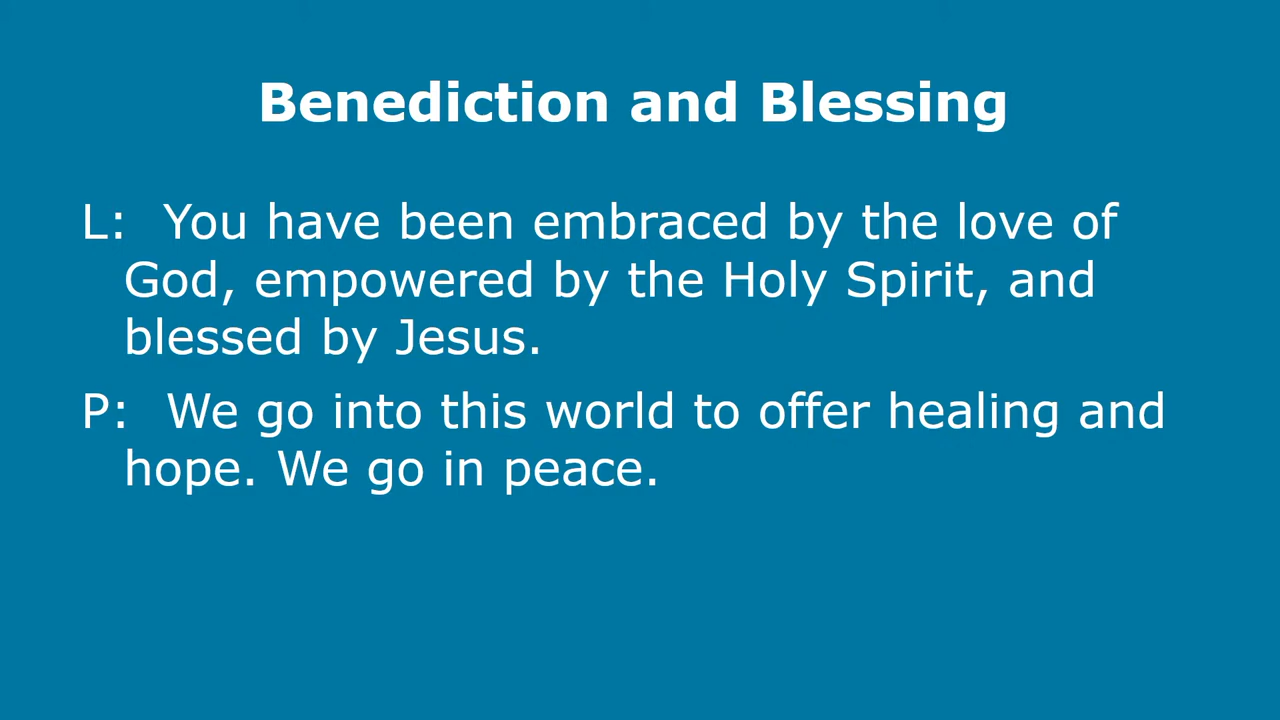 Benediction and Blessing
L: You have been embraced by the love of
God, empowered by the Holy Spirit, and
blessed by Jesus.
P: We go into this world to offer healing and
hope. We go in peace.